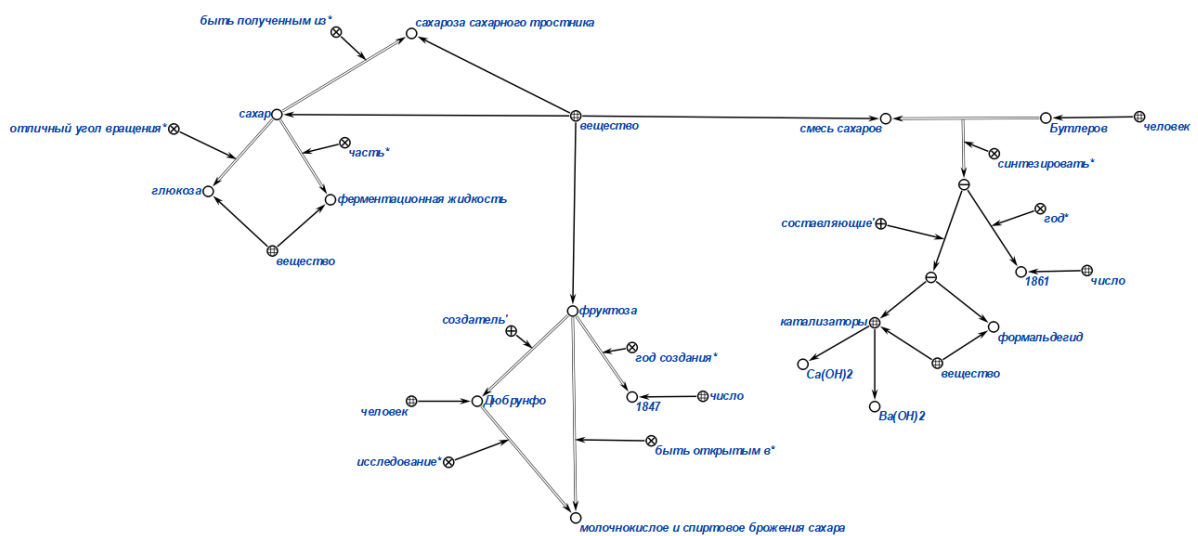 быть полученным из*
сахароза сахарного тростника
сахар
вещество
смесь сахаров
Бутлеров
человек
отличный угол вращения*
часть*
синтезировать*
глюкоза
ферментационная жидкость
составляющие'
год*
вещество
1861
число
создатель'
фруктоза
катализаторы
формальдегид
год создания*
Ca(OH)2
вещество
человек
Дюбрунфо
1847
число
Ba(OH)2
исследование*
быть открытым в*
молочнокислое и спиртовое брожения сахара